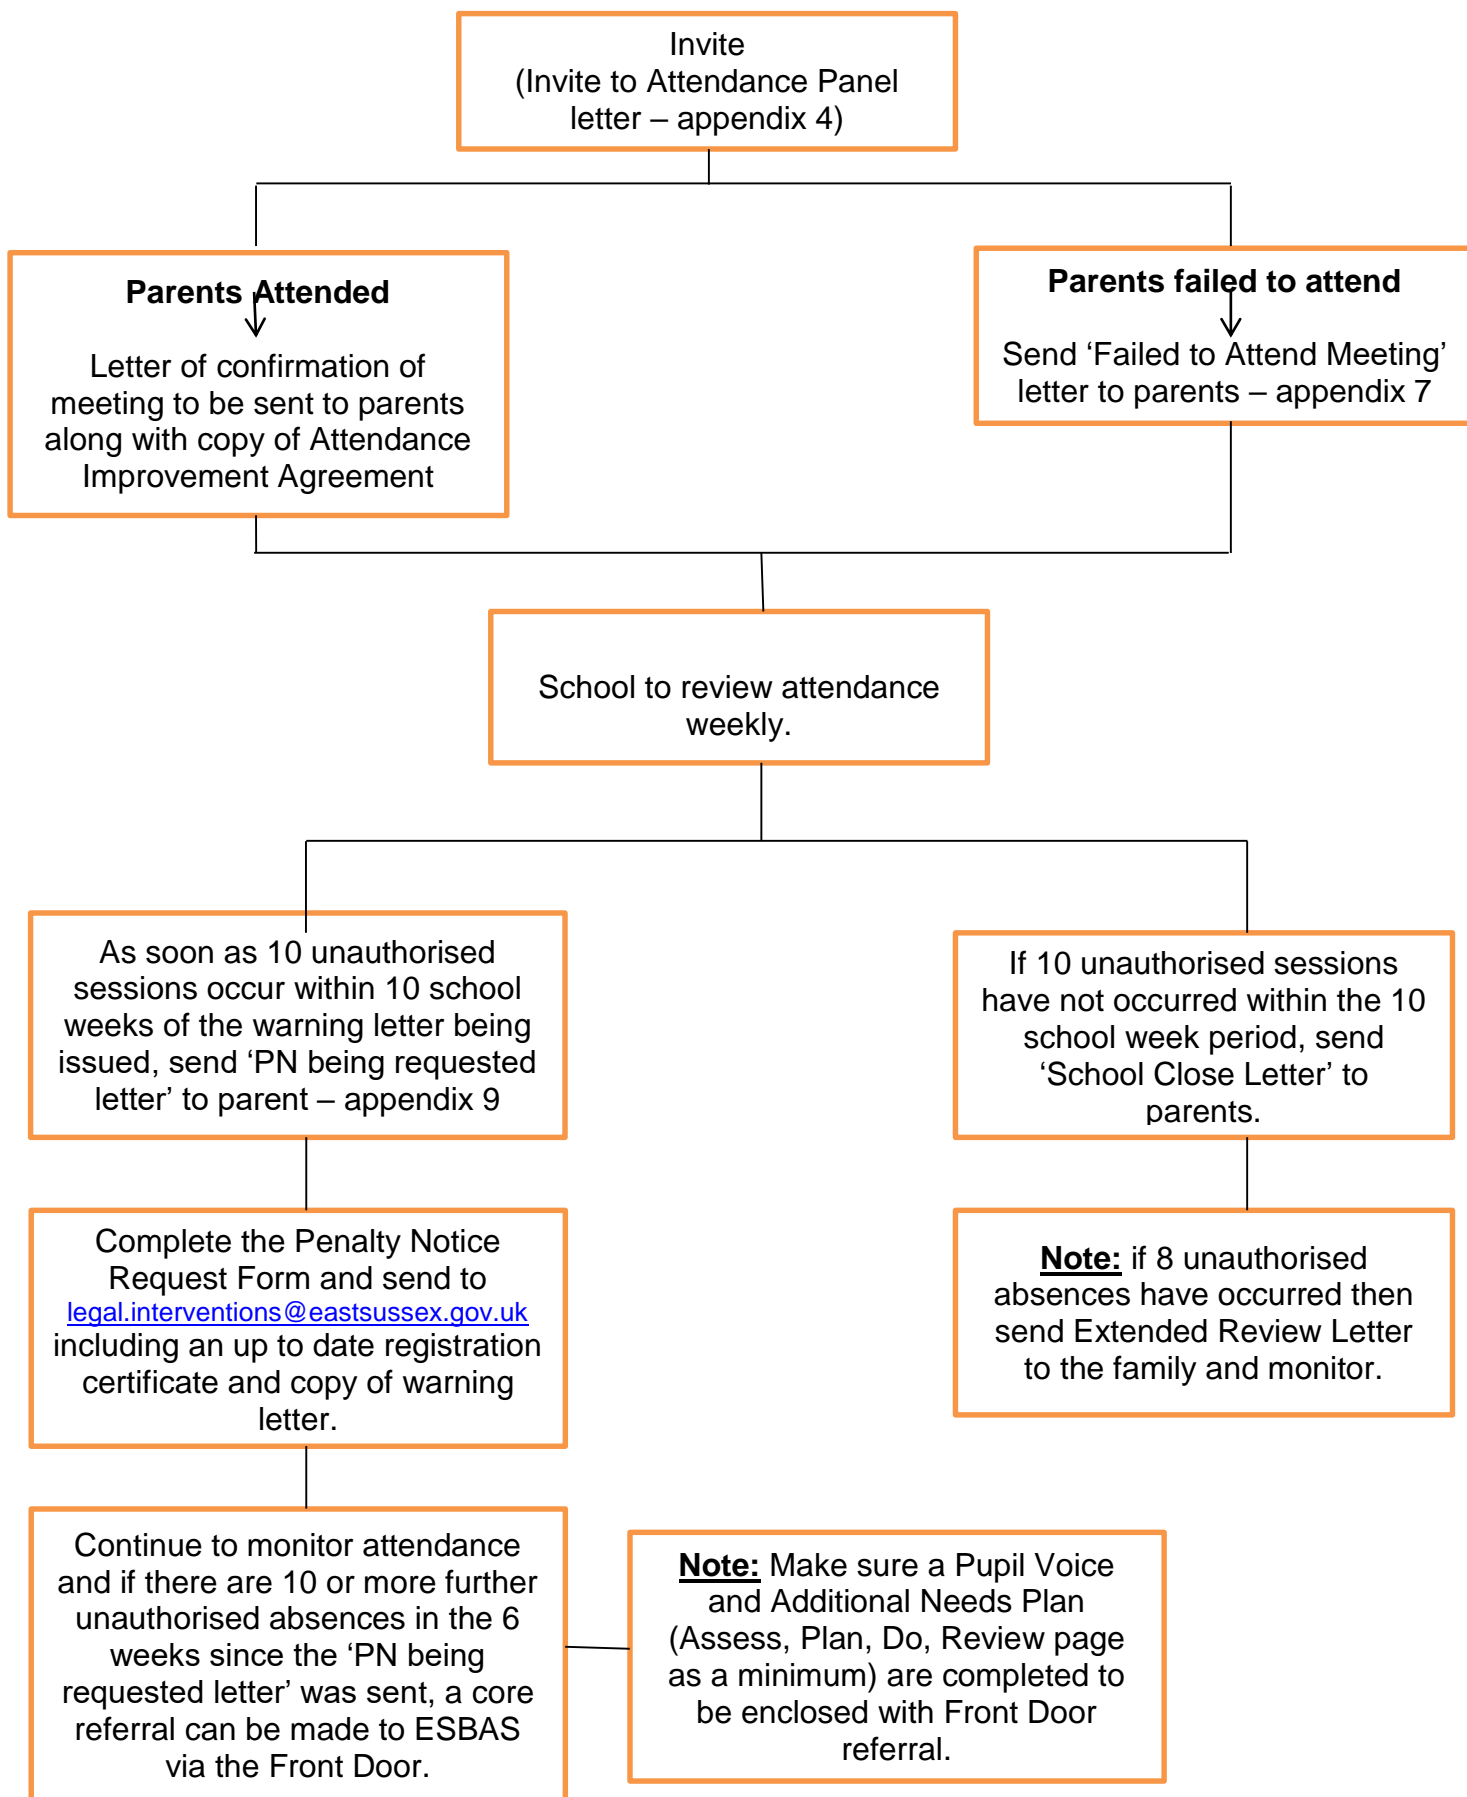 Invite
(Invite to Attendance Panel
letter – appendix 4)
Parents Attended
Letter of confirmation of
meeting to be sent to parents
along with copy of Attendance
Improvement Agreement
Parents failed to attend
Send ‘Failed to Attend Meeting’
letter to parents – appendix 7
School to review attendance
weekly.
As soon as 10 unauthorised
sessions occur within 10 school
weeks of the warning letter being
issued, send ‘PN being requested
letter’ to parent – appendix 9
If 10 unauthorised sessions
have not occurred within the 10
school week period, send
‘School Close Letter’ to
parents.
Complete the Penalty Notice
Request Form and send to
legal.interventions@eastsussex.gov.uk
including an up to date registration
certificate and copy of warning
letter.
Note: if 8 unauthorised
absences have occurred then
send Extended Review Letter
to the family and monitor.
Continue to monitor attendance
and if there are 10 or more further
unauthorised absences in the 6
weeks since the ‘PN being
requested letter’ was sent, a core
referral can be made to ESBAS
via the Front Door.
Note: Make sure a Pupil Voice
and Additional Needs Plan
(Assess, Plan, Do, Review page
as a minimum) are completed to
be enclosed with Front Door
referral.